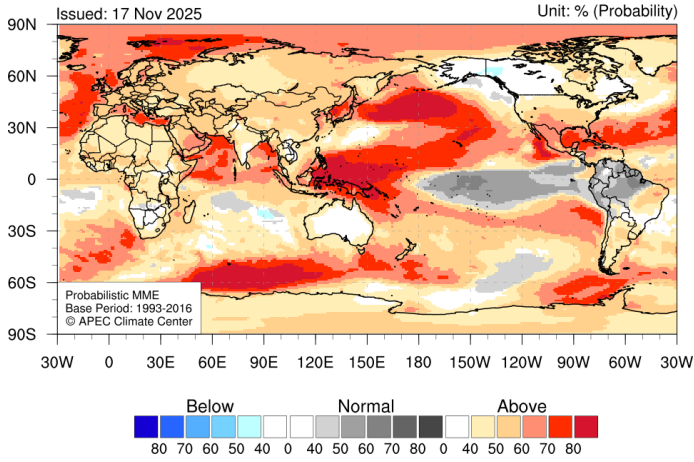 Issued: 17 Nov 2025
Unit: % (Probability)
90N
60N
30N
0
30S
60S
90S
Probabilistic MME
Base Period: 1993-2016
© APEC Climate Center
30W 0 30E 60E 90E 120E 150E 180 150W 120W 90W 60W 30W
Below Normal Above
80 70 60 50 40 0 40 50 60 70 80 0 40 50 60 70 80